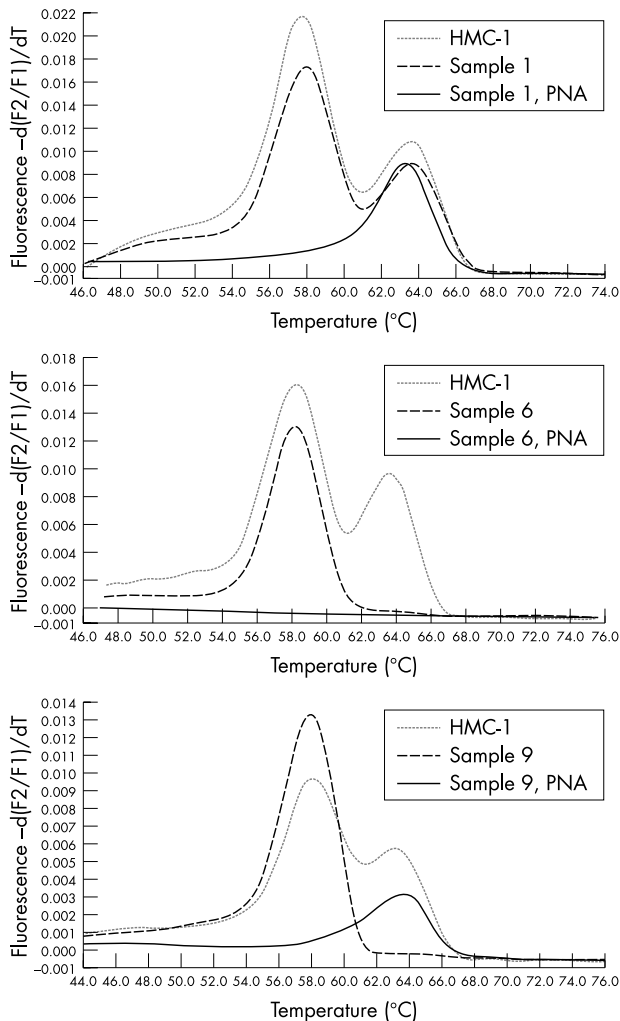 0.022
0.020
0.018
0.016
0.014
0.012
0.010
0.008
0.006
0.004
0.002
0.000
−0.001
Fluorescence −d(F2/F1)/dT
HMC-1
Sample 1
Sample 1, PNA
46.0 48.0 50.0 52.0 54.0 56.0 58.0 60.0 62.0 64.0 66.0 68.0 70.0 72.0 74.0
Temperature (°C)
0.018
0.016
0.014
0.012
0.010
0.008
0.006
0.004
0.002
0.000
−0.001
Fluorescence −d(F2/F1)/dT
HMC-1
Sample 6
Sample 6, PNA
46.0 48.0 50.0 52.0 54.0 56.0 58.0 60.0 62.0 64.0 66.0 68.0 70.0 72.0 74.0 76.0
Temperature (°C)
0.014
0.013
0.011
0.010
0.009
0.008
0.007
0.006
0.005
0.004
0.003
0.001
0.001
0.000
−0.001
Fluorescence −d(F2/F1)/dT
HMC-1
Sample 9
Sample 9, PNA
44.0 44.0 48.0 50.0 52.0 54.0 56.0 58.0 60.0 62.0 64.0 66.0 68.0 70.0 72.0 74.0 76.0
Temperature (°C)